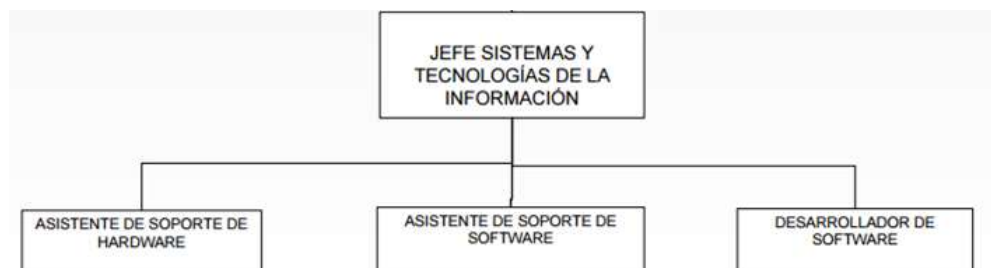 JEFE SISTEMAS Y
TECNOLOGÍAS DE LA
INFORMACIÓN
ASISTENTE DE SOPORTE DE
HARDWARE
ASISTENTE DE SOPORTE DE
SOFTWARE
DESARROLLADOR DE
SOFTWARE